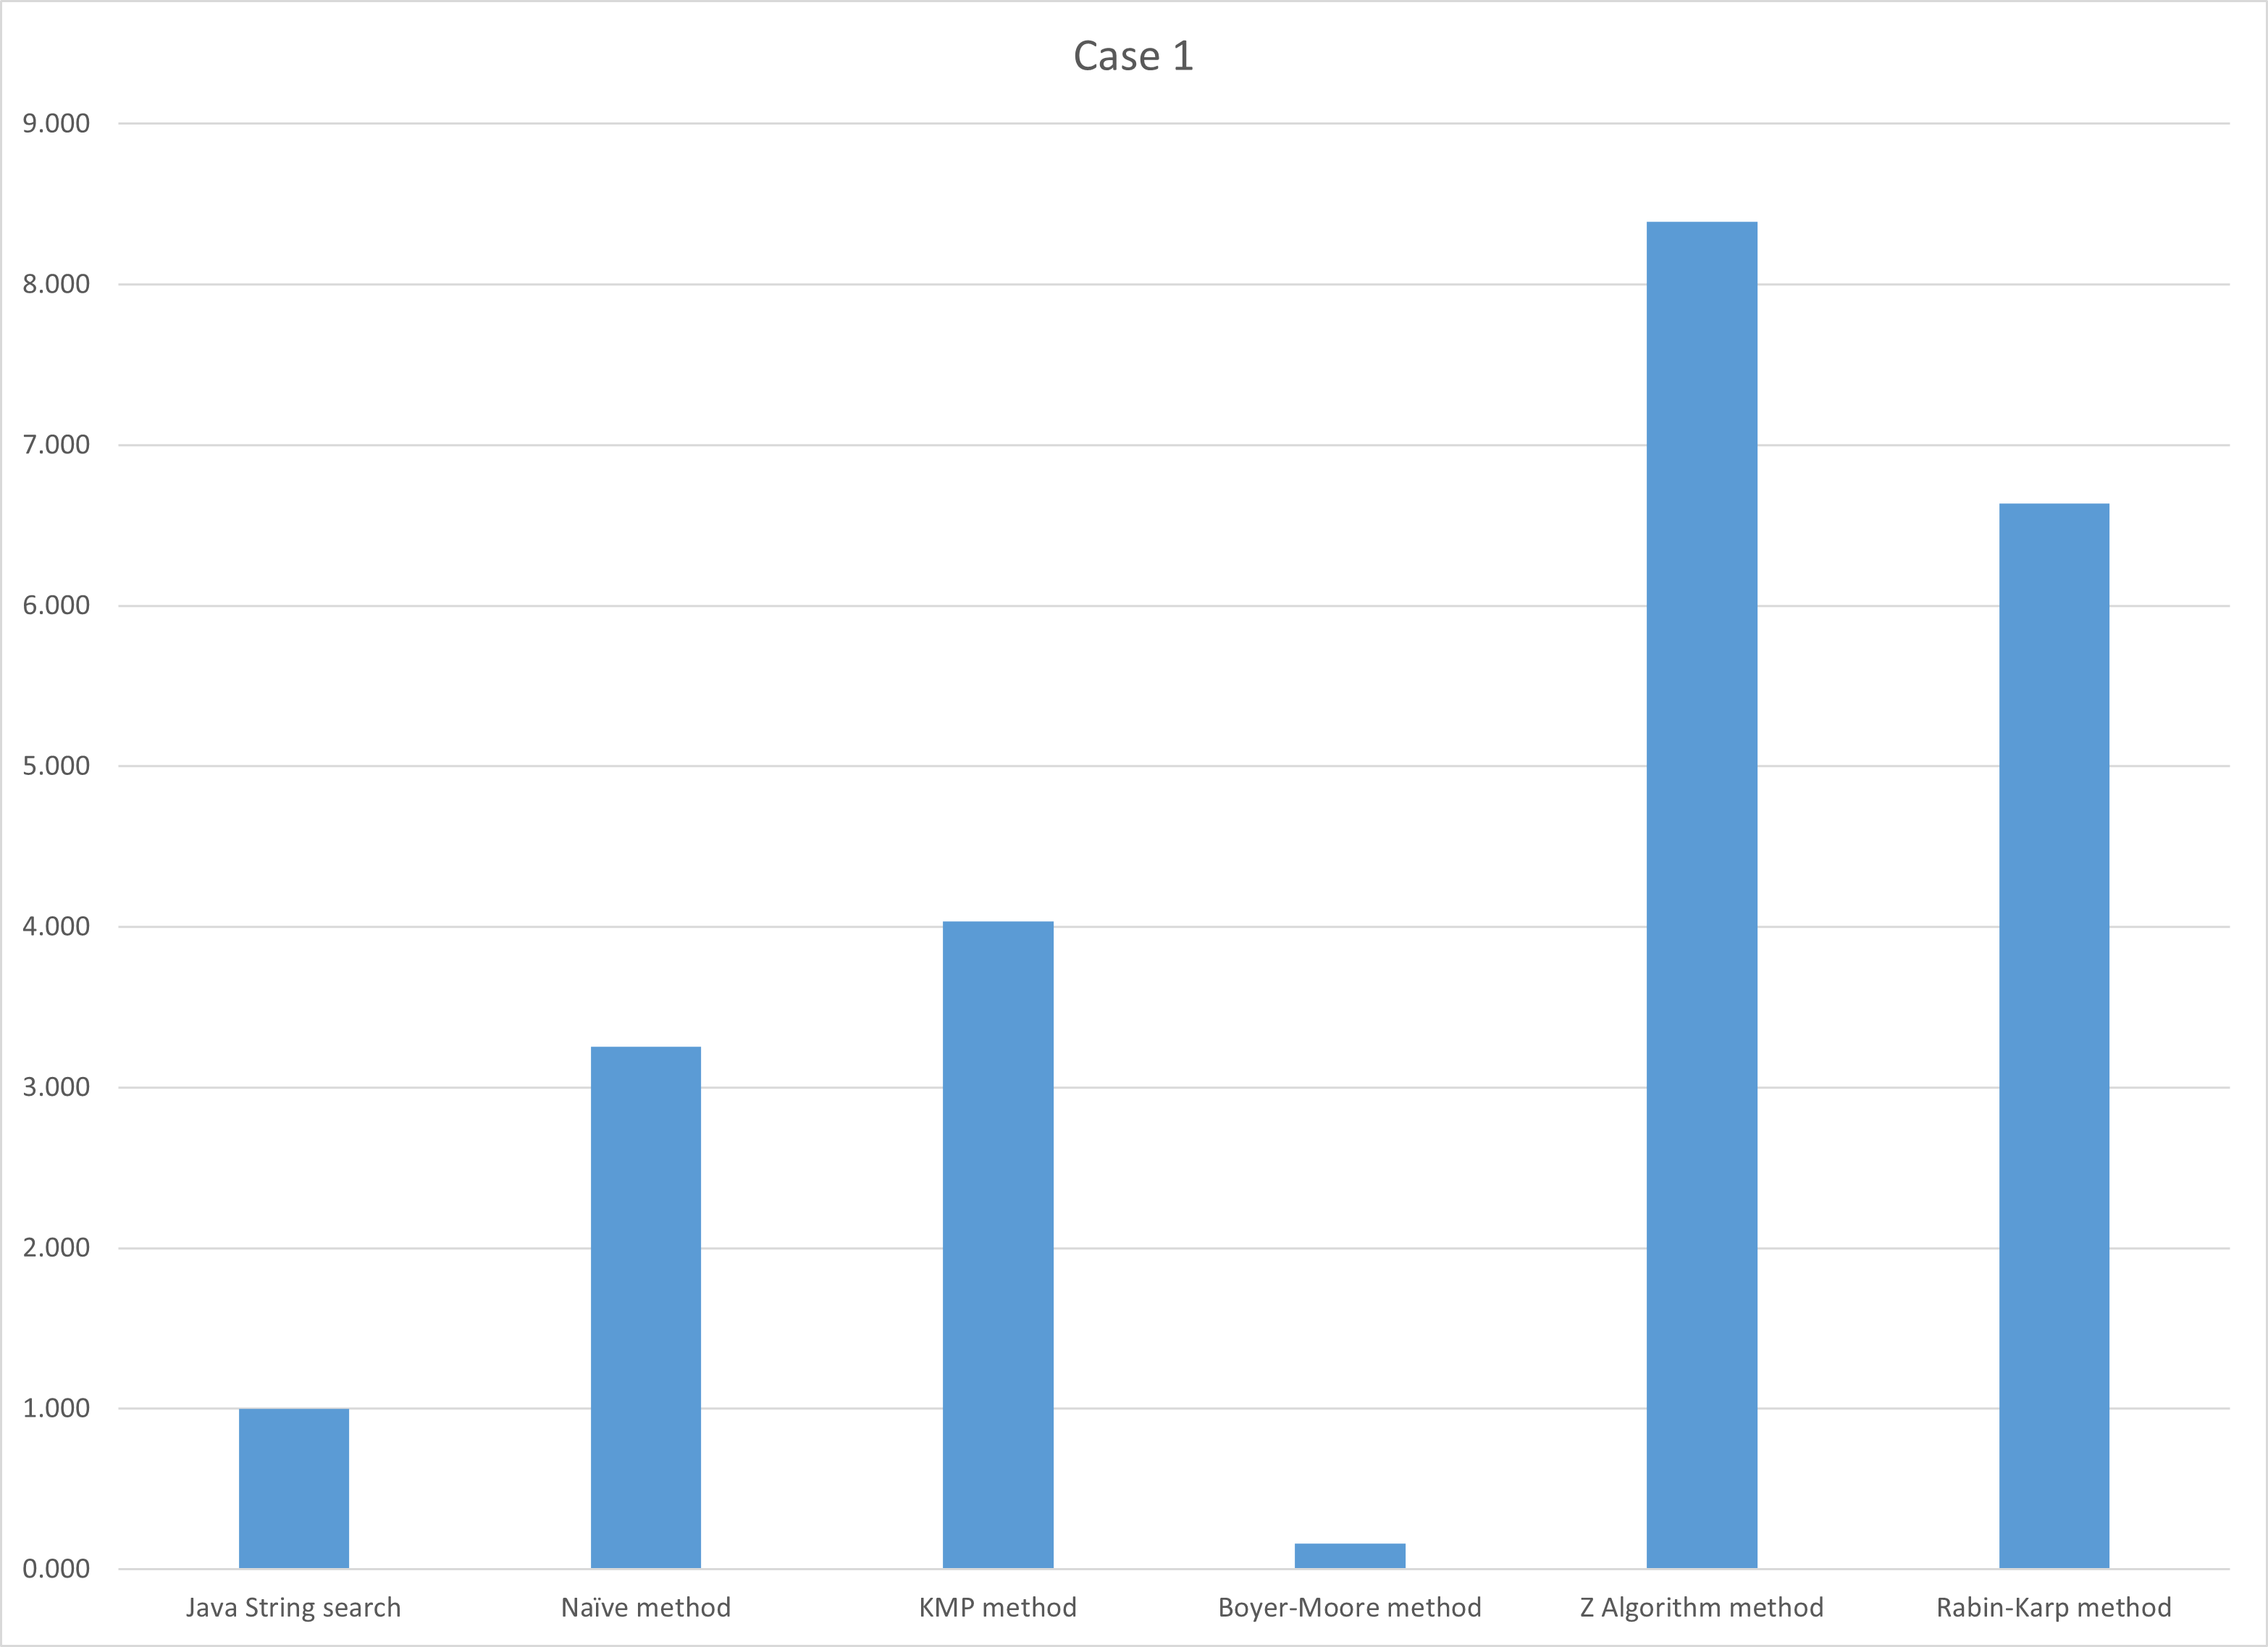 Case 1
9.000
8.000
7.000
6.000
5.000
4.000
3.000
2.000
1.000
0.000
Java String search
Naïve method
KMP method
Boyer-Moore method
Z Algorithm method
Rabin-Karp method